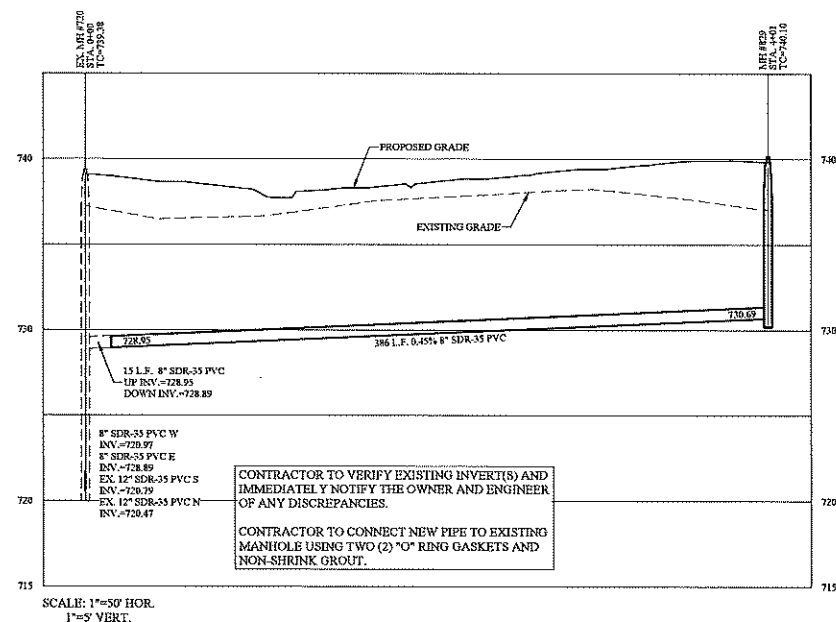 EX. MH #720
STA. 0+00
TC=739.38
MH #829
STA. 4+01
TC=740.10
740
740
PROPOSED GRADE
EXISTING GRADE
730
730
728.95
730.69
386 L.F. 0.45% 8" SDR-35 PVC
15 L.F. 8" SDR-35 PVC
UP INV.=728.95
DOWN INV.=728.89
8" SDR-35 PVC W
INV.=720.97
8" SDR-35 PVC E
INV.=728.89
EX. 12" SDR-35 PVC S
INV.=720.79
EX. 12" SDR-35 PVC N
INV.=720.47
720
720
CONTRACTOR TO VERIFY EXISTING INVERT(S) AND
IMMEDIATELY NOTIFY THE OWNER AND ENGINEER
OF ANY DISCREPANCIES.
CONTRACTOR TO CONNECT NEW PIPE TO EXISTING
MANHOLE USING TWO (2) "O" RING GASKETS AND
NON-SHRINK GROUT.
715
715
SCALE: 1"=50' HOR.
1"=5' VERT.